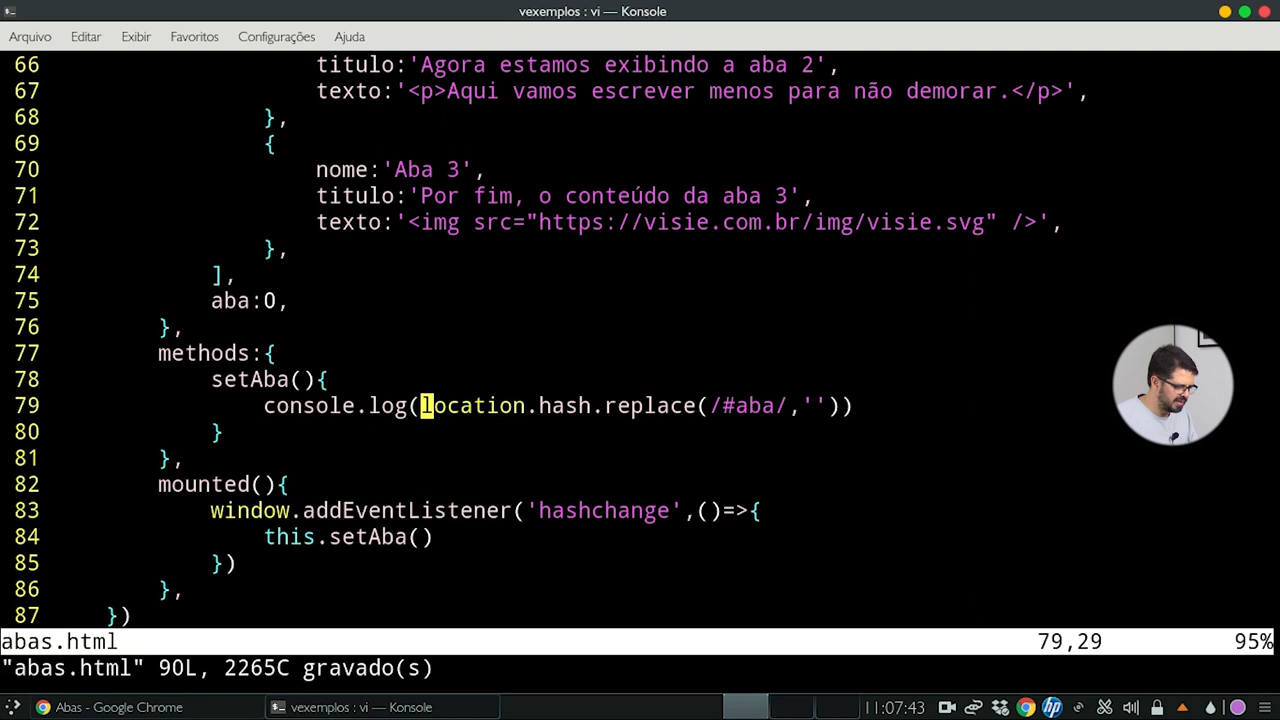 vexemplos : vi — Konsole
Arquivo Editar Exibir Favoritos Configurações Ajuda
66 titulo:'Agora estamos exibindo a aba 2',
67 texto:'<p>Aqui vamos escrever menos para não demorar.</p>',
68 },
69 {
70 nome:'Aba 3',
71 titulo:'Por fim, o conteúdo da aba 3',
72 texto:'<img src="https://visie.com.br/img/visie.svg" />',
73 },
74 ],
75 aba:0,
76 },
77 methods:{
78 setAba(){
79 console.log(location.hash.replace(/#aba/,''))
80 }
81 },
82 mounted(){
83 window.addEventListener('hashchange',()=>{
84 this.setAba()
85 })
86 },
87 })
abas.html 79,29 95%
"abas.html" 90L, 2265C gravado(s)
Abas - Google Chrome vexemplos : vi — Konsole 11:07:43